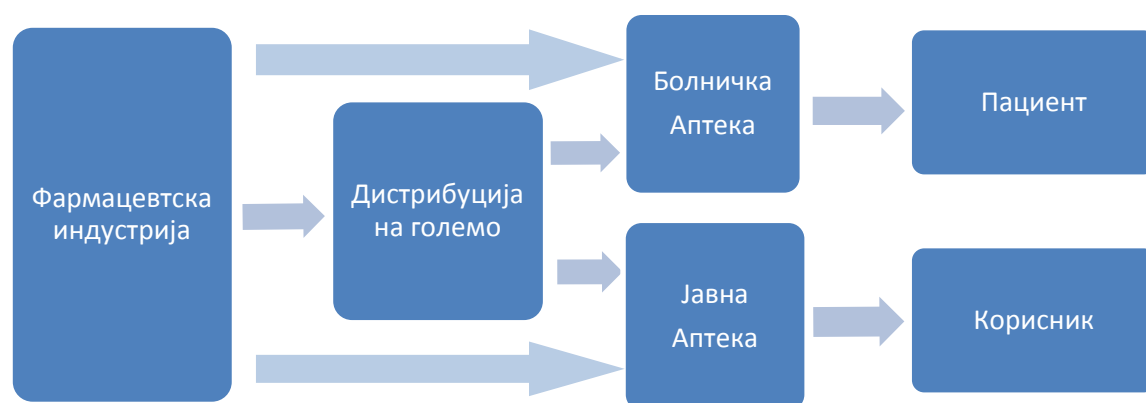 Фармацевтска
индустрија
Дистрибуција
на големо
Болничка
Аптека
Пациент
Јавна
Аптека
Корисник